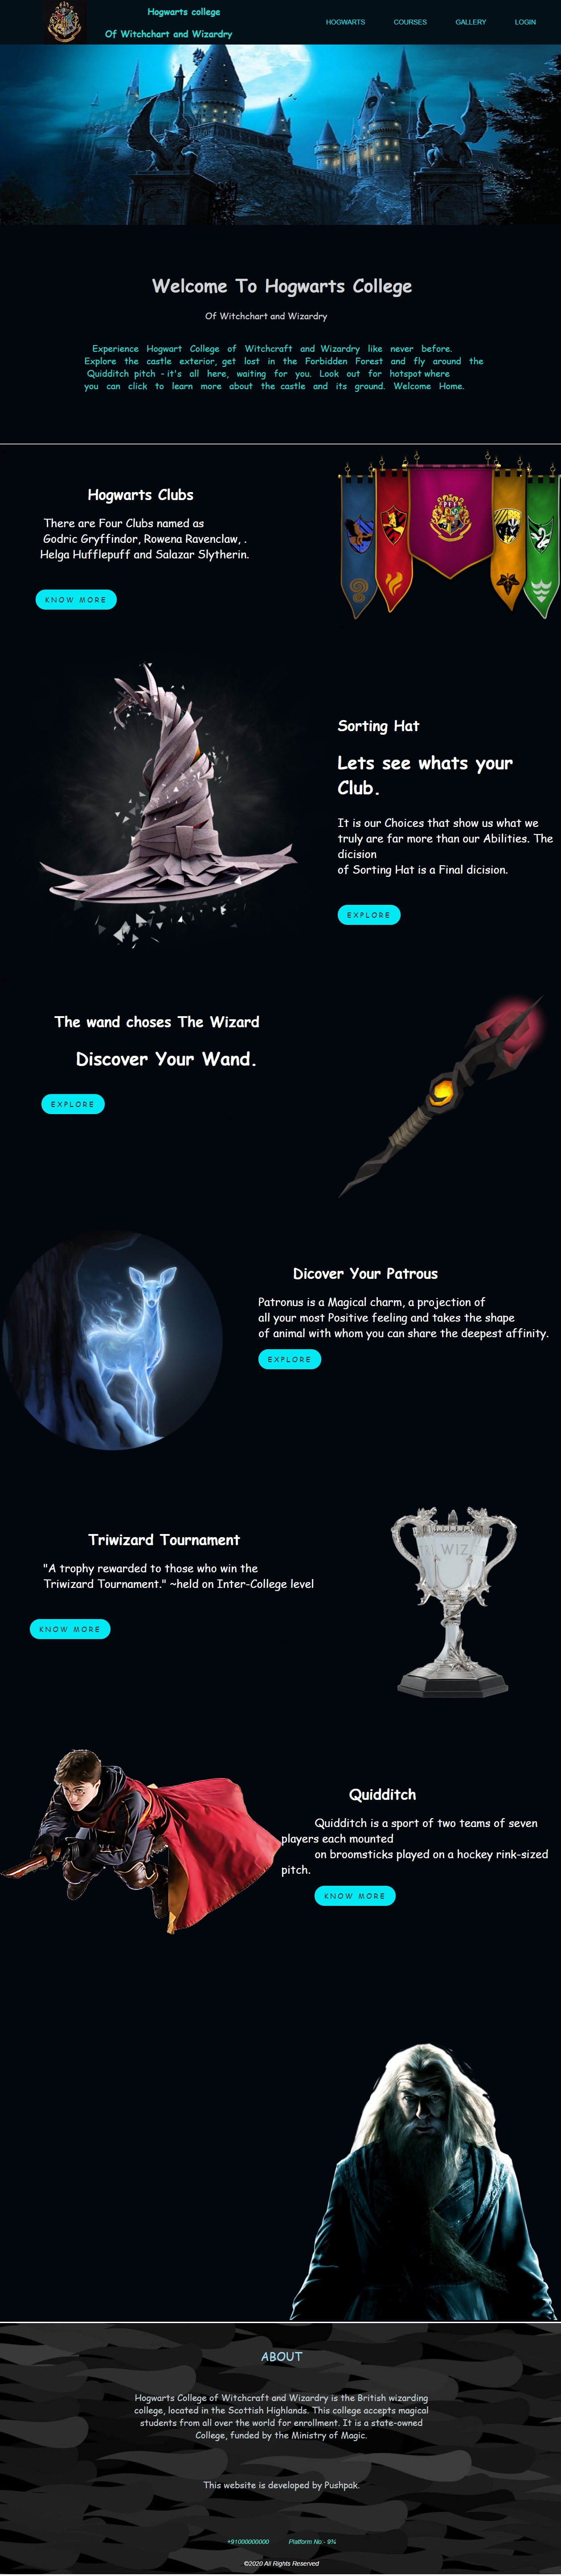 Hogwarts college
Of Witchchart and Wizardry
HOGWARTS
COURSES
GALLERY
LOGIN
Welcome To Hogwarts College
Of Witchchart and Wizardry
Experience Hogwart College of Witchcraft and Wizardry like never before.
Explore the castle exterior, get lost in the Forbidden Forest and fly around the
Quidditch pitch - it's all here, waiting for you. Look out for hotspot where
you can click to learn more about the castle and its ground. Welcome Home.
Hogwarts Clubs
There are Four Clubs named as
Godric Gryffindor, Rowena Ravenclaw, .
Helga Hufflepuff and Salazar Slytherin.
KNOW MORE
Sorting Hat
Lets see whats your
Club.
It is our Choices that show us what we
truly are far more than our Abilities. The
dicision
of Sorting Hat is a Final dicision.
EXPLORE
The wand choses The Wizard
Discover Your Wand.
EXPLORE
Dicover Your Patrous
Patronus is a Magical charm, a projection of
all your most Positive feeling and takes the shape
of animal with whom you can share the deepest affinity.
EXPLORE
Triwizard Tournament
"A trophy rewarded to those who win the
Triwizard Tournament." ~held on Inter-College level
KNOW MORE
WIZ
Quidditch
Quidditch is a sport of two teams of seven
players each mounted
on broomsticks played on a hockey rink-sized
pitch.
KNOW MORE
ABOUT
Hogwarts College of Witchcraft and Wizardry is the British wizarding
college, located in the Scottish Highlands. This college accepts magical
students from all over the world for enrollment. It is a state-owned
College, funded by the Ministry of Magic.
This website is developed by Pushpak.
+91000000000
Platform No:- 9¾
©2020 All Rights Reserved